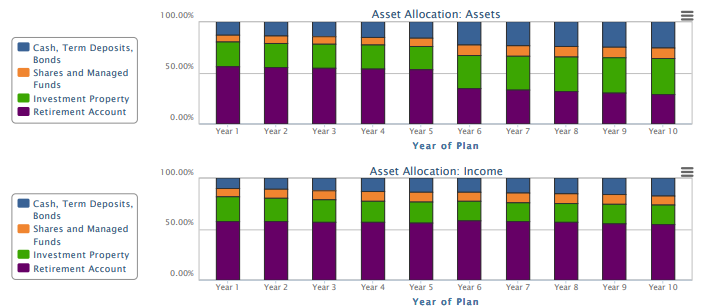 Asset Allocation: Assets
100.00%
50.00%
0.00%
Cash, Term Deposits,
Bonds
Shares and Managed
Funds
Investment Property
Retirement Account
Year 1 Year 2 Year 3 Year 4 Year 5 Year 6 Year 7 Year 8 Year 9 Year 10
Year of Plan
Asset Allocation: Income
100.00%
50.00%
0.00%
Cash, Term Deposits,
Bonds
Shares and Managed
Funds
Investment Property
Retirement Account
Year 1 Year 2 Year 3 Year 4 Year 5 Year 6 Year 7 Year 8 Year 9 Year 10
Year of Plan